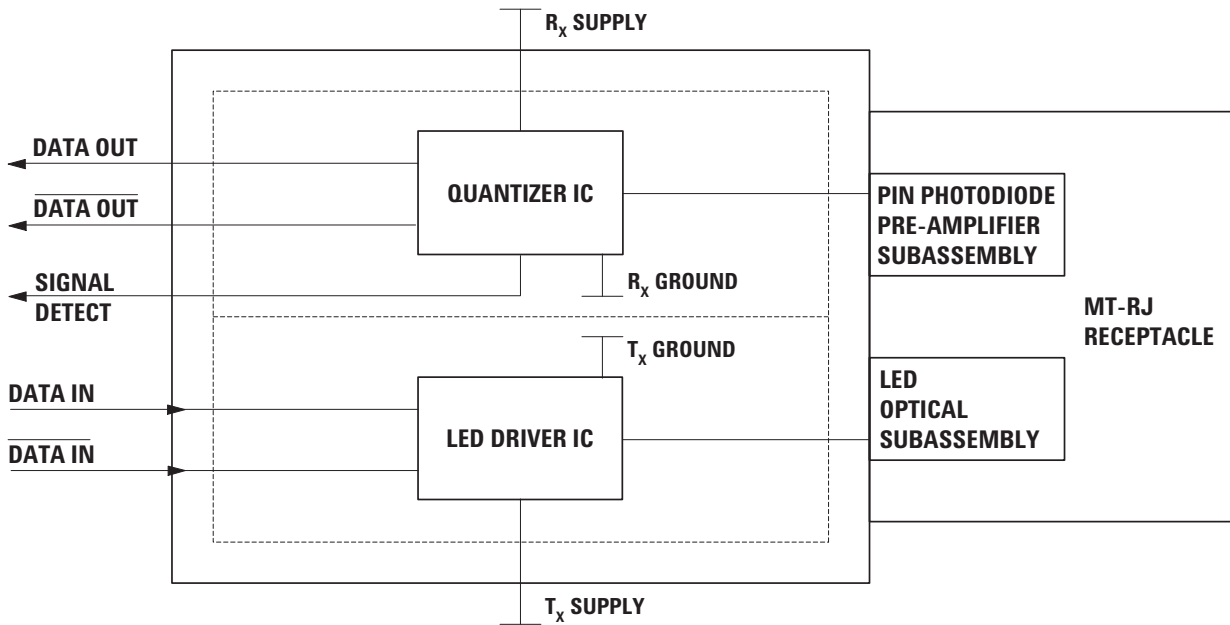 Rx SUPPLY
DATA OUT
QUANTIZER IC
DATA OUT
PIN PHOTODIODE
PRE-AMPLIFIER
SUBASSEMBLY
SIGNAL
DETECT
Rx GROUND
MT-RJ
RECEPTACLE
Tx GROUND
DATA IN
LED DRIVER IC
DATA IN
LED
OPTICAL
SUBASSEMBLY
Tx SUPPLY